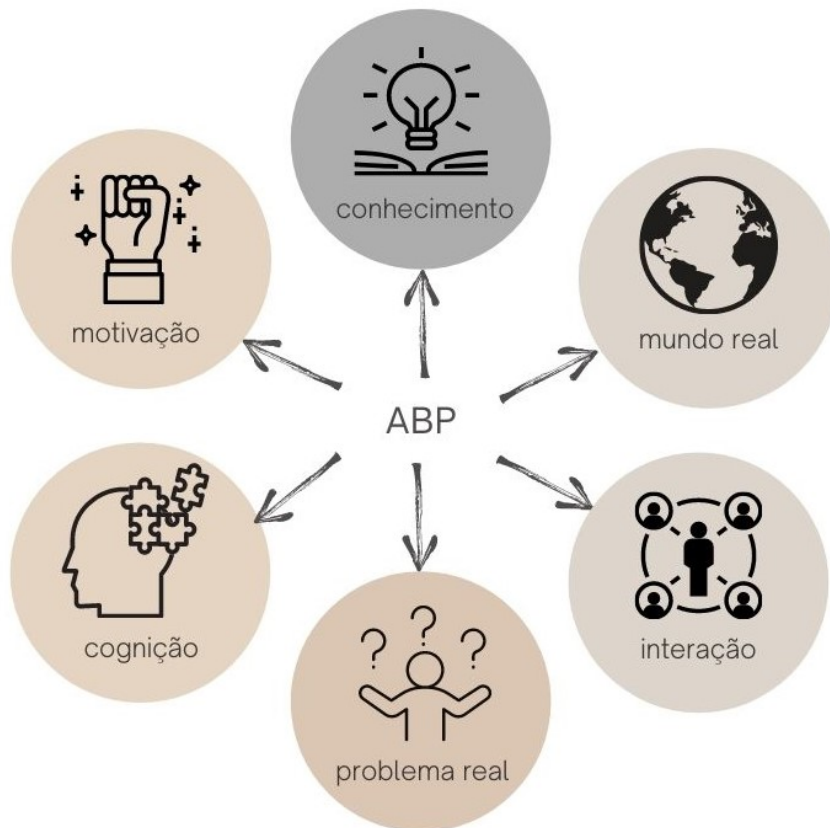 conhecimento
motivação
mundo real
ABP
cognição
interação
problema real
? ? ?